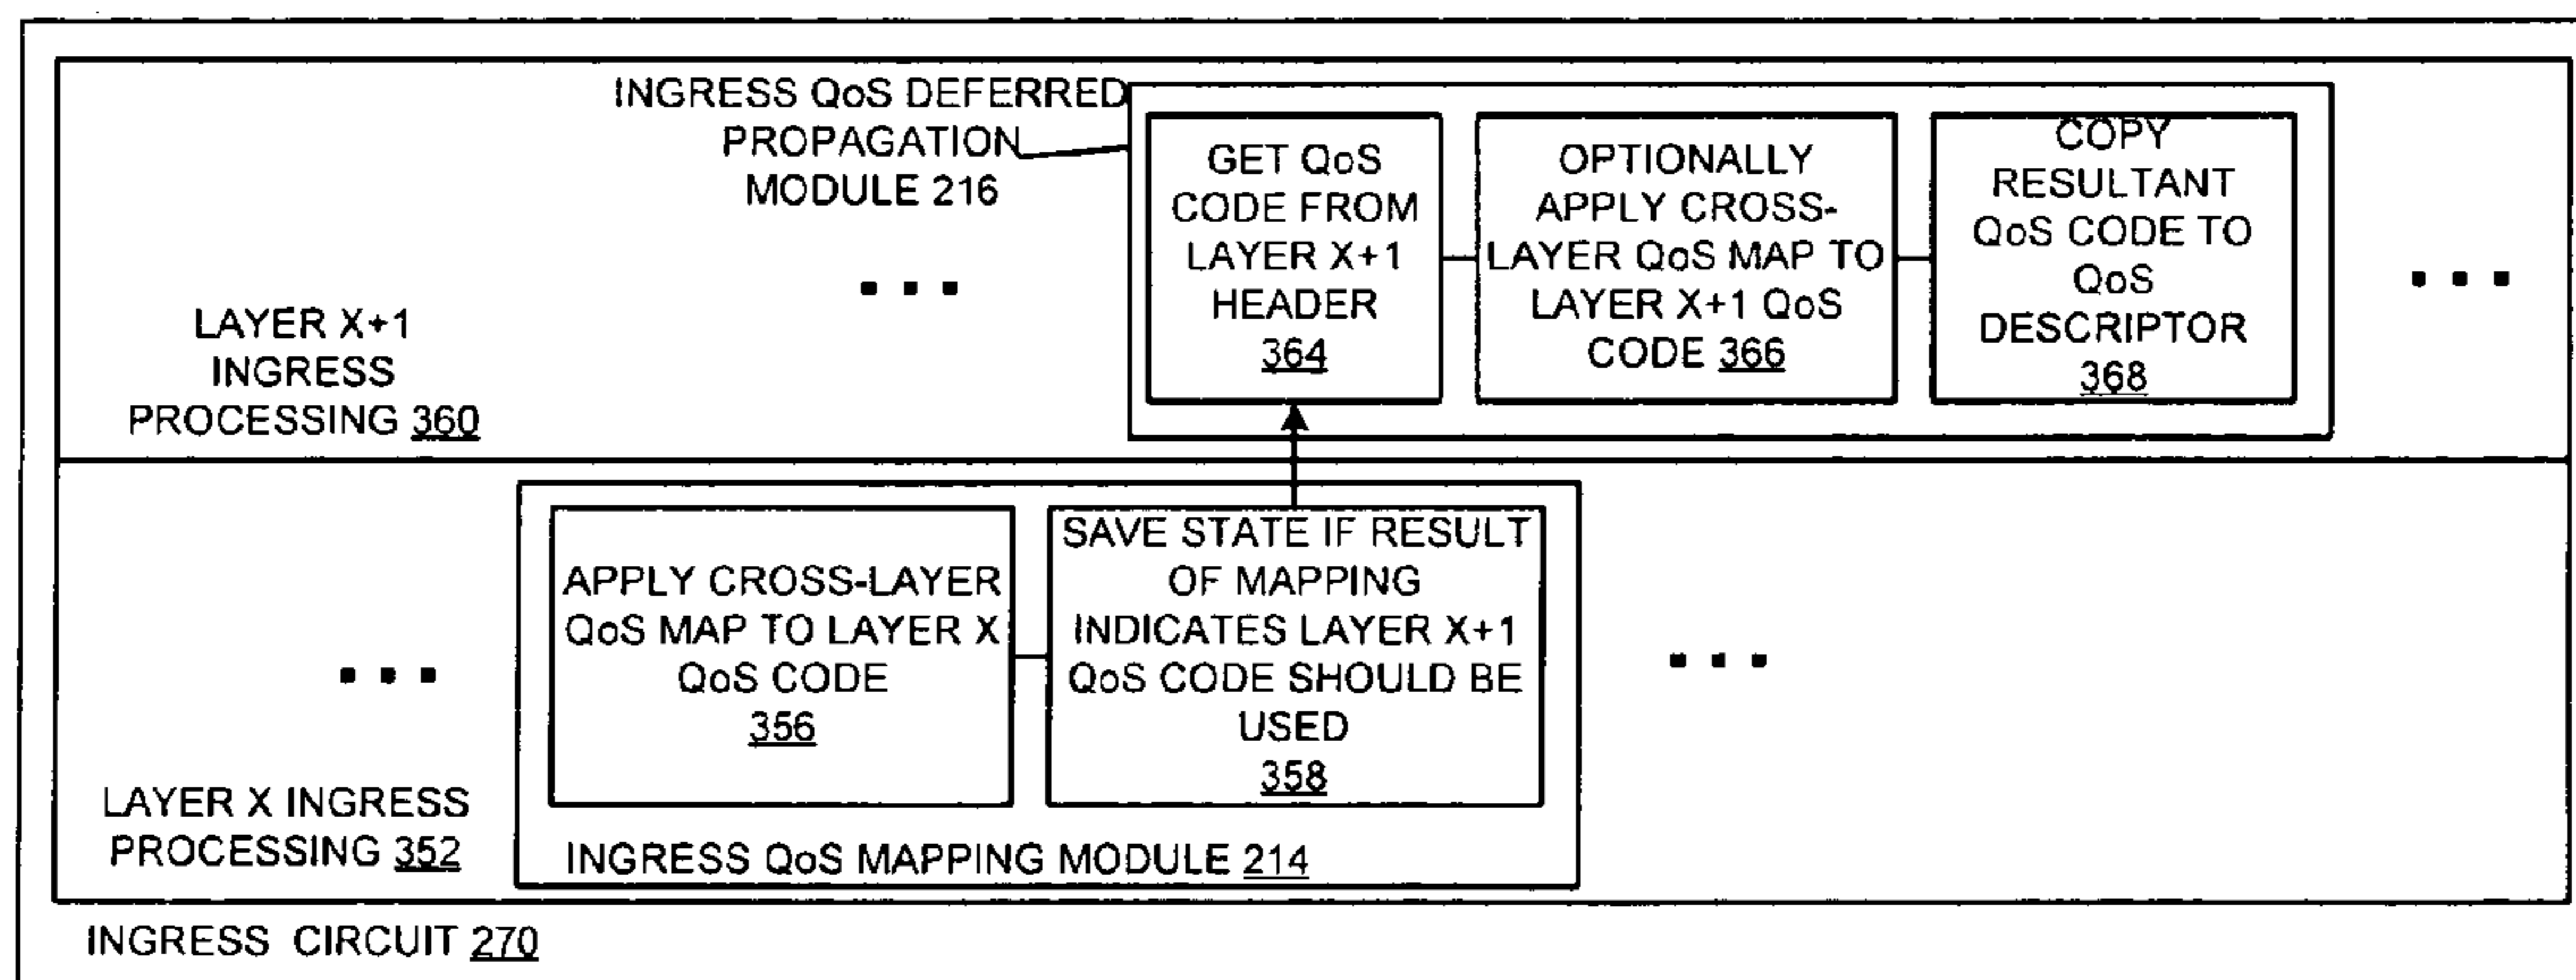 INGRESS QoS DEFERRED
PROPAGATION
MODULE 216
GET QoS
CODE FROM
LAYER X+1
HEADER
364
OPTIONALLY
APPLY CROSS-
LAYER QoS MAP TO
LAYER X+1 QoS
CODE 366
COPY
RESULTANT
QoS CODE TO
QoS
DESCRIPTOR
368
LAYER X+1
INGRESS
PROCESSING 360
APPLY CROSS-LAYER
QoS MAP TO LAYER X
QoS CODE
356
SAVE STATE IF RESULT
OF MAPPING
INDICATES LAYER X+1
QoS CODE SHOULD BE
USED
358
LAYER X INGRESS
PROCESSING 352
INGRESS QoS MAPPING MODULE 214
INGRESS CIRCUIT 270